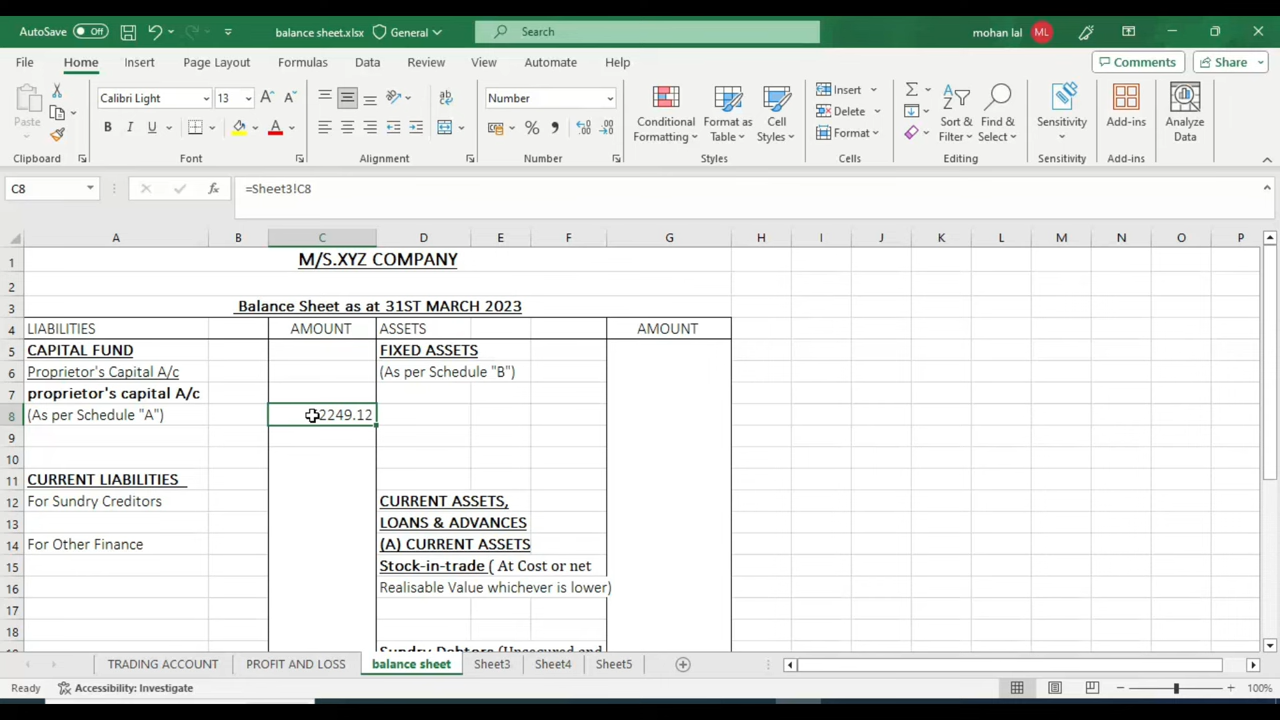 AutoSave Off balance sheet.xlsx General Search mohan lal ML
File Home Insert Page Layout Formulas Data Review View Automate Help Comments Share
Paste Calibri Light 13 Number
B I U A
Conditional Formatting Format as Table Cell Styles
Insert Delete Format
Sort & Filter Find & Select Sensitivity Add-ins Analyze Data
Clipboard Font Alignment Number Styles Cells Editing Sensitivity Add-ins
C8 fx =Sheet3!C8
A B C D E F G H I J K L M N O P
1 M/S.XYZ COMPANY
2
3 Balance Sheet as at 31ST MARCH 2023
4 LIABILITIES AMOUNT ASSETS AMOUNT
5 CAPITAL FUND FIXED ASSETS
6 Proprietor's Capital A/c (As per Schedule "B")
7 proprietor's capital A/c
8 (As per Schedule "A") 2249.12
9
10
11 CURRENT LIABILITIES
12 For Sundry Creditors CURRENT ASSETS,
13 LOANS & ADVANCES
14 For Other Finance (A) CURRENT ASSETS
15 Stock-in-trade ( At Cost or net
16 Realisable Value whichever is lower)
17
18
Sundry Debtors (Unsecured and
TRADING ACCOUNT PROFIT AND LOSS balance sheet Sheet3 Sheet4 Sheet5
Ready Accessibility: Investigate 100%